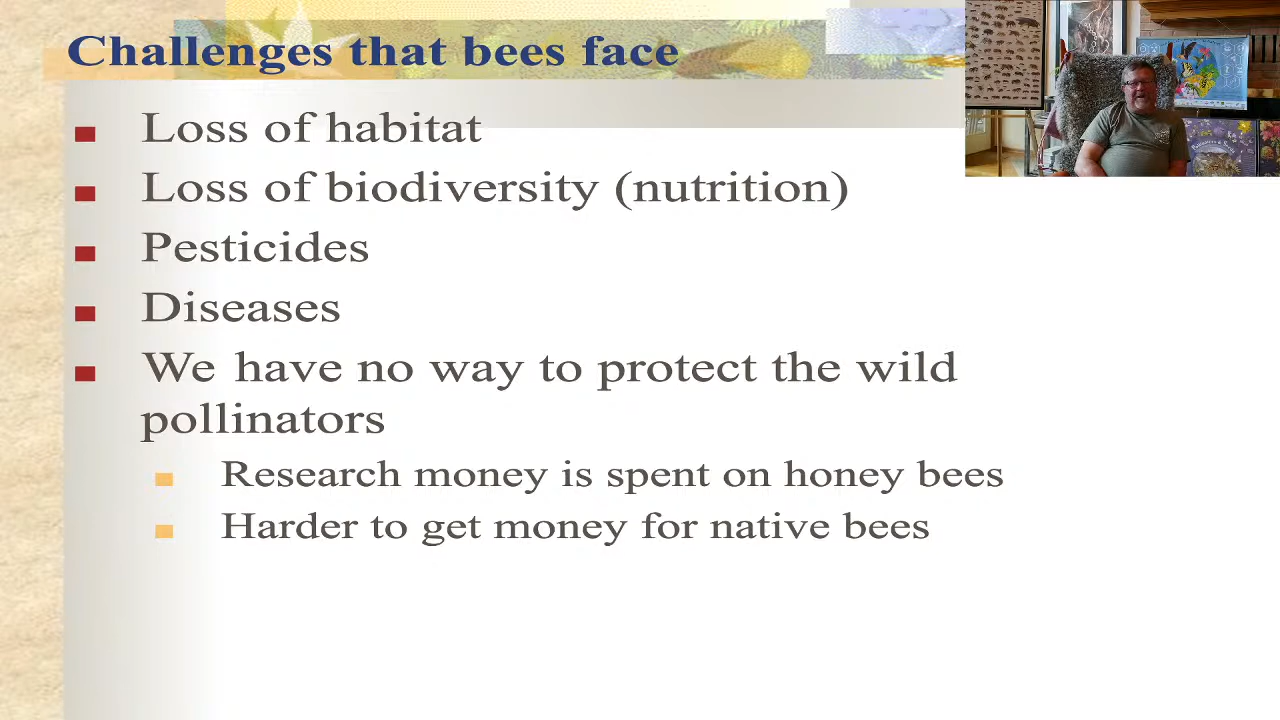 Challenges that bees face
Loss of habitat
Loss of biodiversity (nutrition)
Pesticides
Diseases
We have no way to protect the wild
pollinators
Research money is spent on honey bees
Harder to get money for native bees